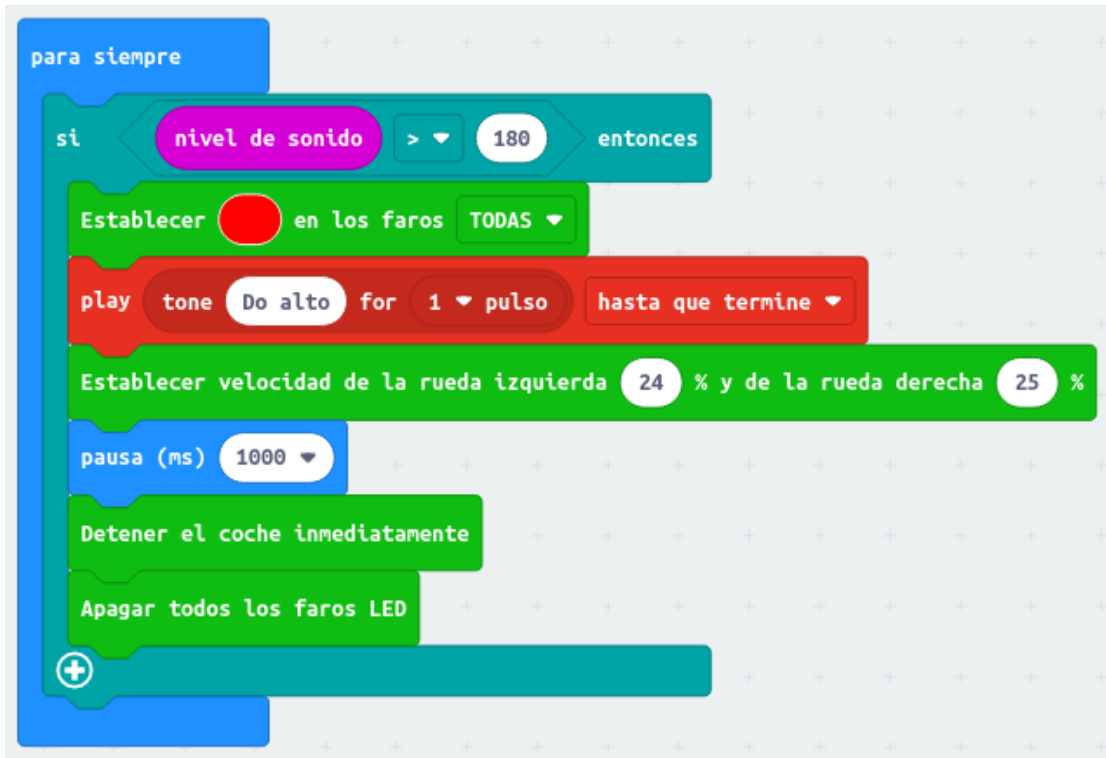 para siempre
si nivel de sonido > 180 entonces
Establecer en los faros TODAS
play tone Do alto for 1 pulso hasta que termine
Establecer velocidad de la rueda izquierda 24 % y de la rueda derecha 25 %
pausa (ms) 1000
Detener el coche inmediatamente
Apagar todos los faros LED